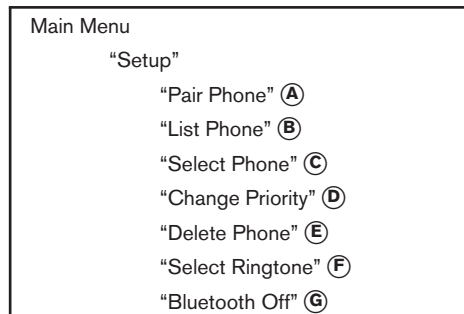 Main Menu
“Setup”
“Pair Phone” Ⓐ
“List Phone” Ⓑ
“Select Phone” Ⓒ
“Change Priority” Ⓓ
“Delete Phone” Ⓔ
“Select Ringtone” Ⓕ
“Bluetooth Off” Ⓖ